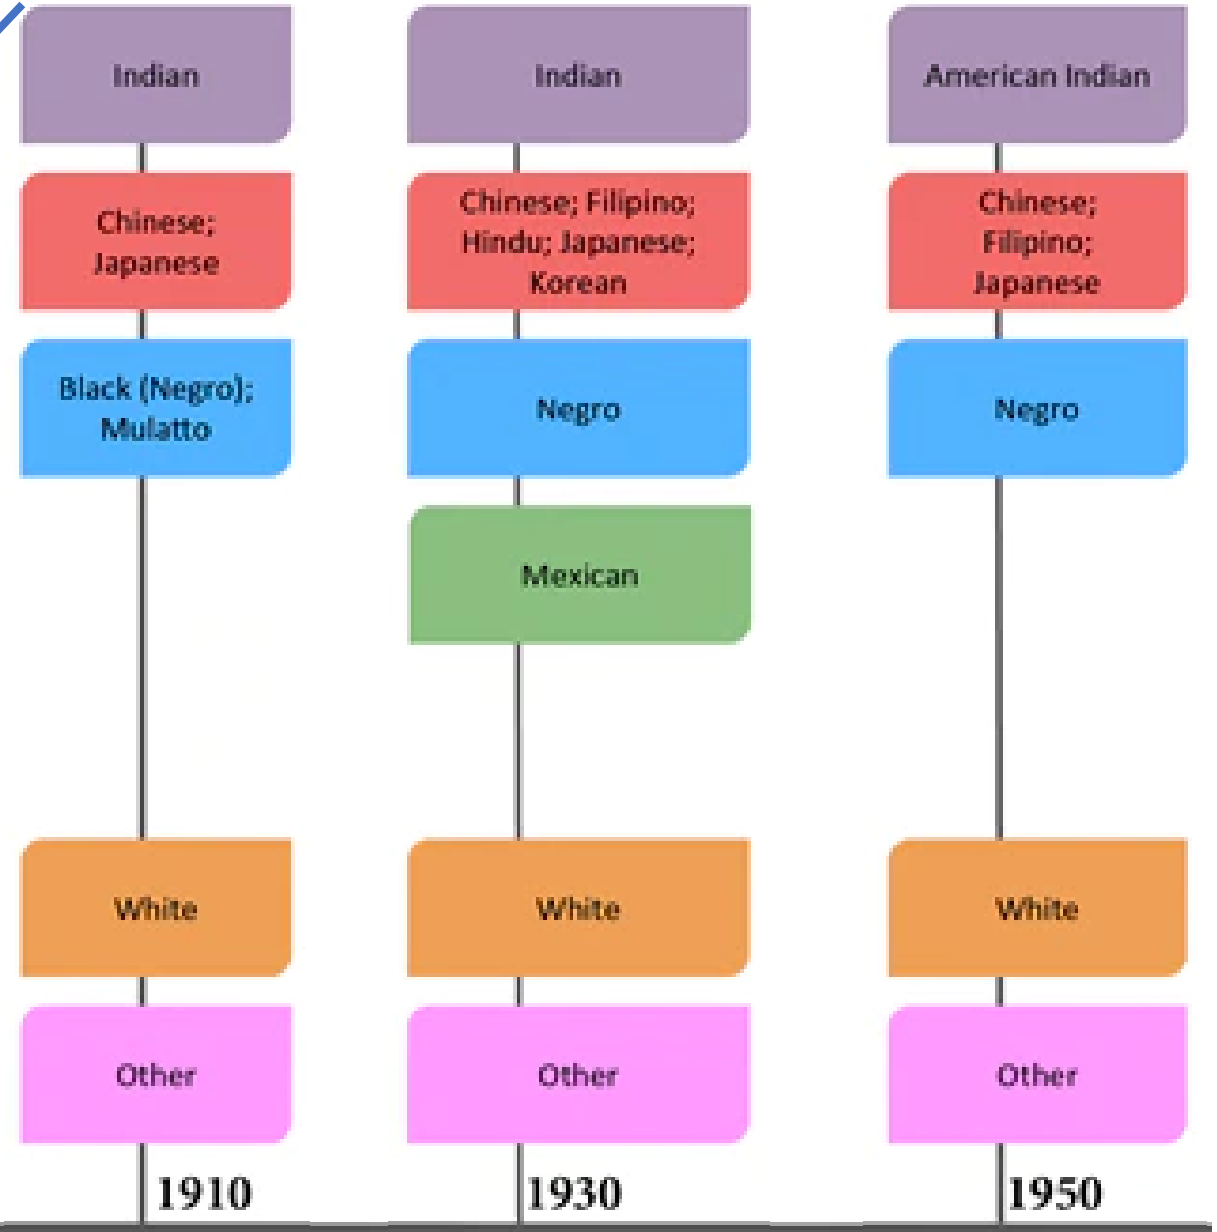 Indian
Chinese;
Japanese
Black (Negro);
Mulatto
White
Other
1910
Indian
Chinese; Filipino;
Hindu; Japanese;
Korean
Negro
Mexican
White
Other
1930
American Indian
Chinese;
Filipino;
Japanese
Negro
White
Other
1950